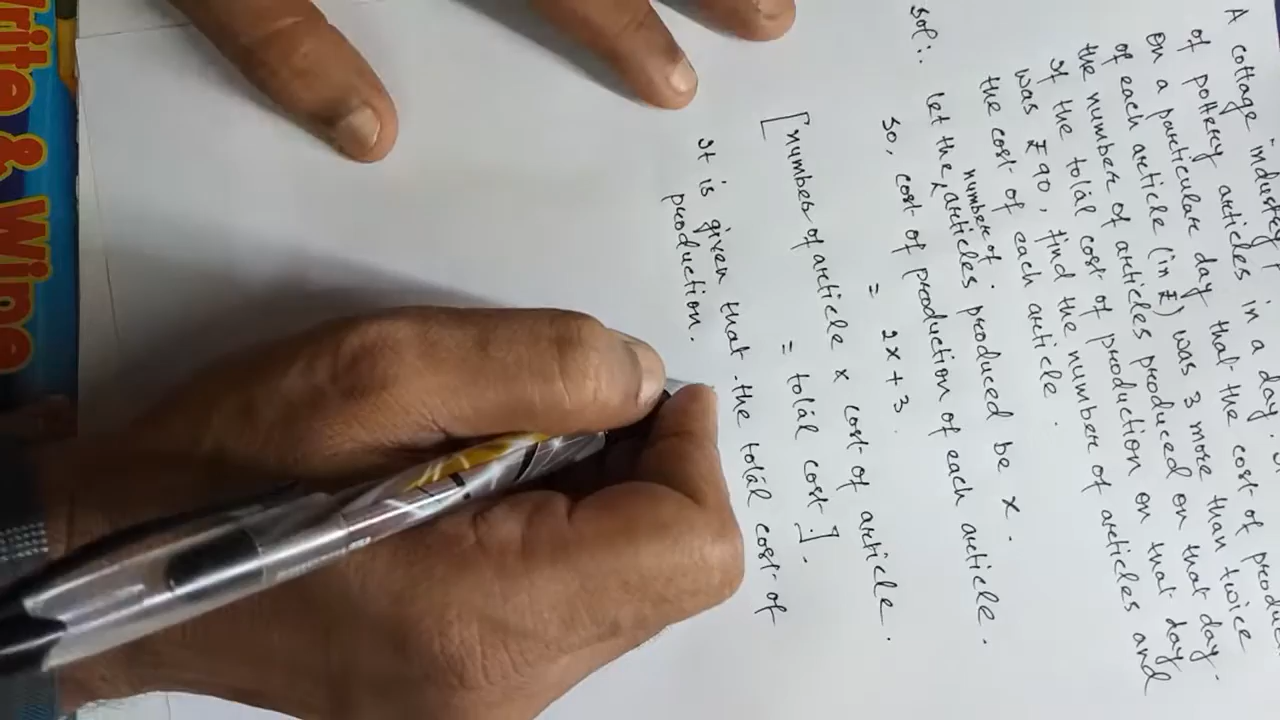 A cottage industry
of pottery articles in a day.
on a particular day that the cost of
of each article (in ₹) was 3 more than twice
the number of articles produced on that day.
If the total cost of production on that day
was ₹ 90, find the number of articles and
the cost of each article.
Sol:. Let the number of articles produced be x.
So, cost of production of each article
= 2x + 3.
[number of article × cost of article.
= total cost].
It is given that the total cost of
production.
Write & Wipe